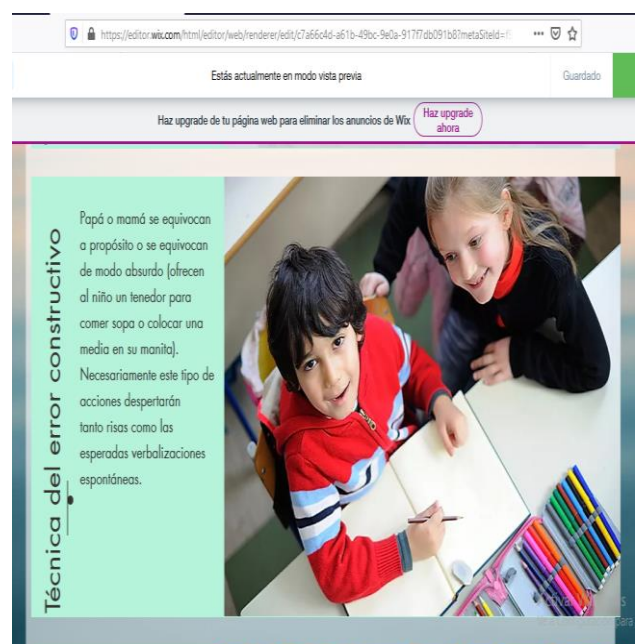 https://editor.wix.com/html/editor/web/renderer/edit/c7a66c4d-a61b-49bc-9e0a-917f7db091b8?metaSiteId=
Estás actualmente en modo vista previa
Guardado
Haz upgrade de tu página web para eliminar los anuncios de Wix
Haz upgrade
ahora
Técnica del error constructivo
Papá o mamá se equivocan
a propósito o se equivocan
de modo absurdo (ofrecen
al niño un tenedor para
comer sopa o colocar una
media en su manita).
Necesariamente este tipo de
acciones despertarán
tanto risas como las
esperadas verbalizaciones
espontáneas.